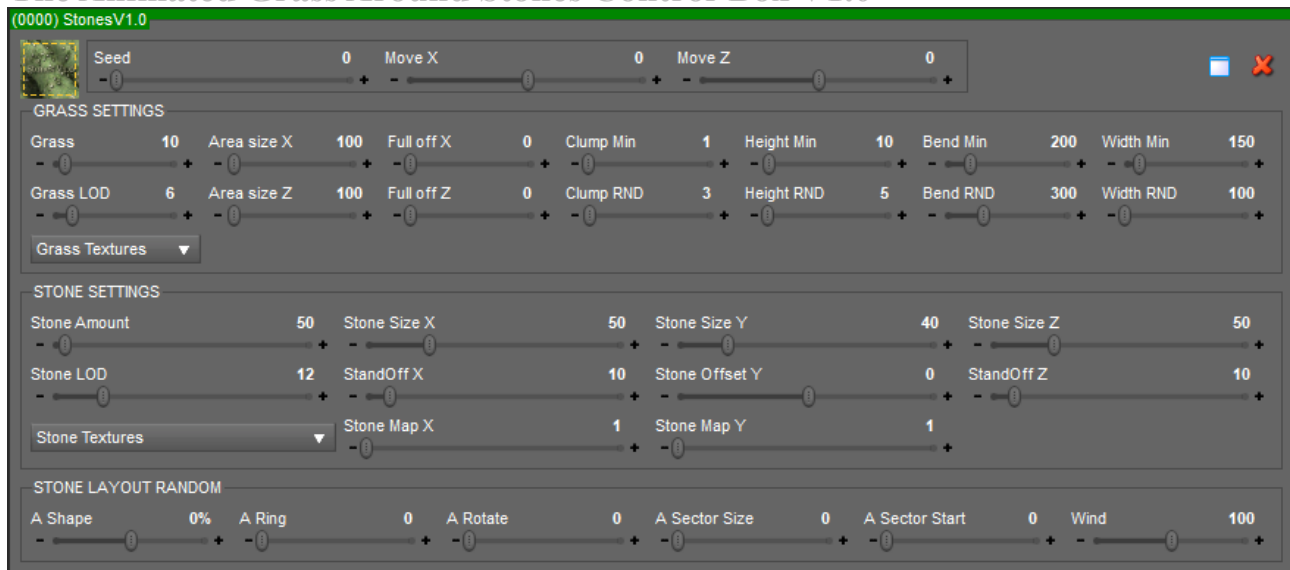 (0000) StonesV1.0
Seed 0 Move X 0 Move Z 0
GRASS SETTINGS
Grass 10 Area size X 100 Full off X 0 Clump Min 1 Height Min 10 Bend Min 200 Width Min 150
Grass LOD 6 Area size Z 100 Full off Z 0 Clump RND 3 Height RND 5 Bend RND 300 Width RND 100
Grass Textures
STONE SETTINGS
Stone Amount 50 Stone Size X 50 Stone Size Y 40 Stone Size Z 50
Stone LOD 12 StandOff X 10 Stone Offset Y 0 StandOff Z 10
Stone Textures Stone Map X 1 Stone Map Y 1
STONE LAYOUT RANDOM
A Shape 0% A Ring 0 A Rotate 0 A Sector Size 0 A Sector Start 0 Wind 100